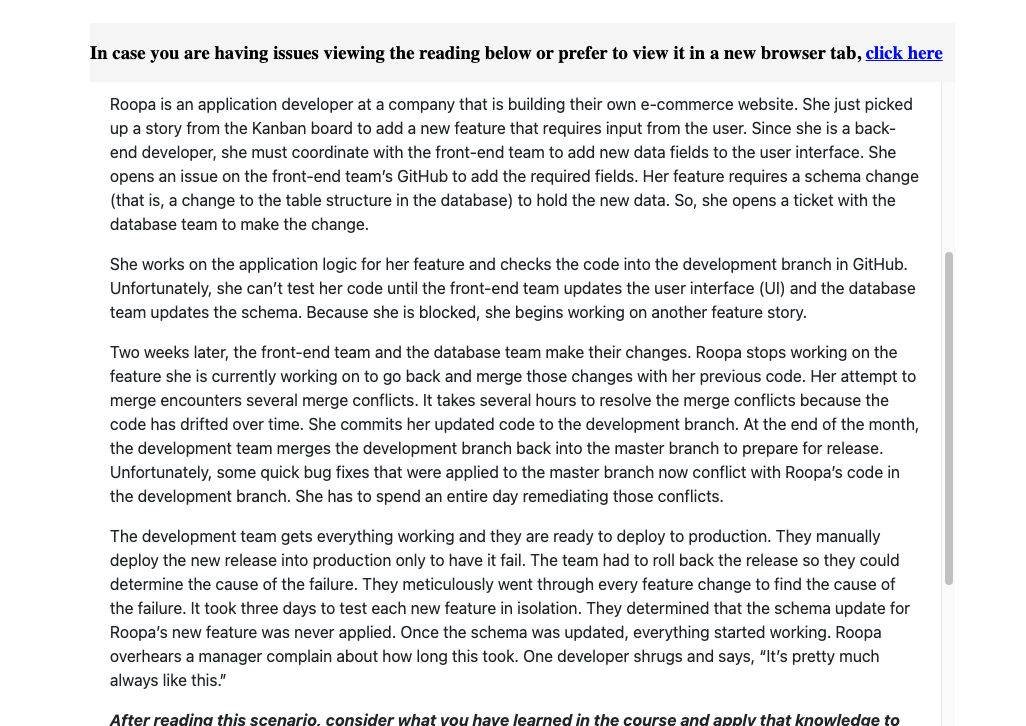 In case you are having issues viewing the reading below or prefer to view it in a new browser tab, click here
Roopa is an application developer at a company that is building their own e-commerce website. She just picked
up a story from the Kanban board to add a new feature that requires input from the user. Since she is a back-
end developer, she must coordinate with the front-end team to add new data fields to the user interface. She
opens an issue on the front-end team’s GitHub to add the required fields. Her feature requires a schema change
(that is, a change to the table structure in the database) to hold the new data. So, she opens a ticket with the
database team to make the change.
She works on the application logic for her feature and checks the code into the development branch in GitHub.
Unfortunately, she can’t test her code until the front-end team updates the user interface (UI) and the database
team updates the schema. Because she is blocked, she begins working on another feature story.
Two weeks later, the front-end team and the database team make their changes. Roopa stops working on the
feature she is currently working on to go back and merge those changes with her previous code. Her attempt to
merge encounters several merge conflicts. It takes several hours to resolve the merge conflicts because the
code has drifted over time. She commits her updated code to the development branch. At the end of the month,
the development team merges the development branch back into the master branch to prepare for release.
Unfortunately, some quick bug fixes that were applied to the master branch now conflict with Roopa’s code in
the development branch. She has to spend an entire day remediating those conflicts.
The development team gets everything working and they are ready to deploy to production. They manually
deploy the new release into production only to have it fail. The team had to roll back the release so they could
determine the cause of the failure. They meticulously went through every feature change to find the cause of
the failure. It took three days to test each new feature in isolation. They determined that the schema update for
Roopa’s new feature was never applied. Once the schema was updated, everything started working. Roopa
overhears a manager complain about how long this took. One developer shrugs and says, “It’s pretty much
always like this.”
After reading this scenario, consider what you have learned in the course and apply that knowledge to